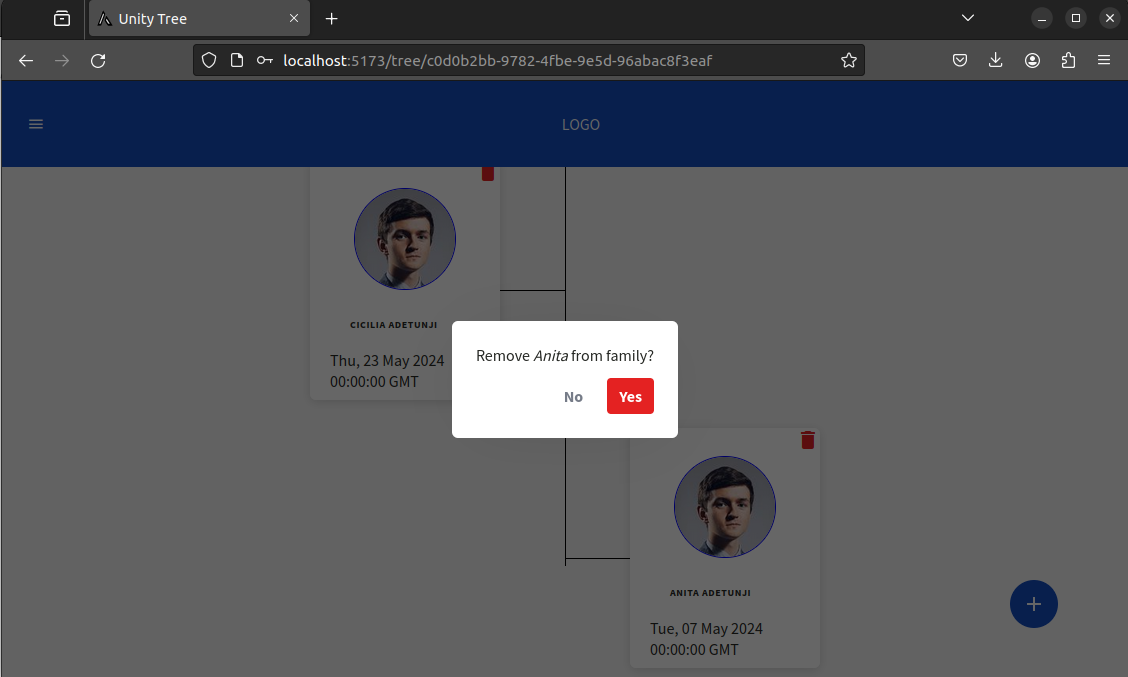 Unity Tree
localhost:5173/tree/c0d0b2bb-9782-4fbe-9e5d-96abac8f3eaf
LOGO
CICILIA ADETUNJI
Thu, 23 May 2024
00:00:00 GMT
Remove Anita from family?
No
Yes
ANITA ADETUNJI
Tue, 07 May 2024
00:00:00 GMT